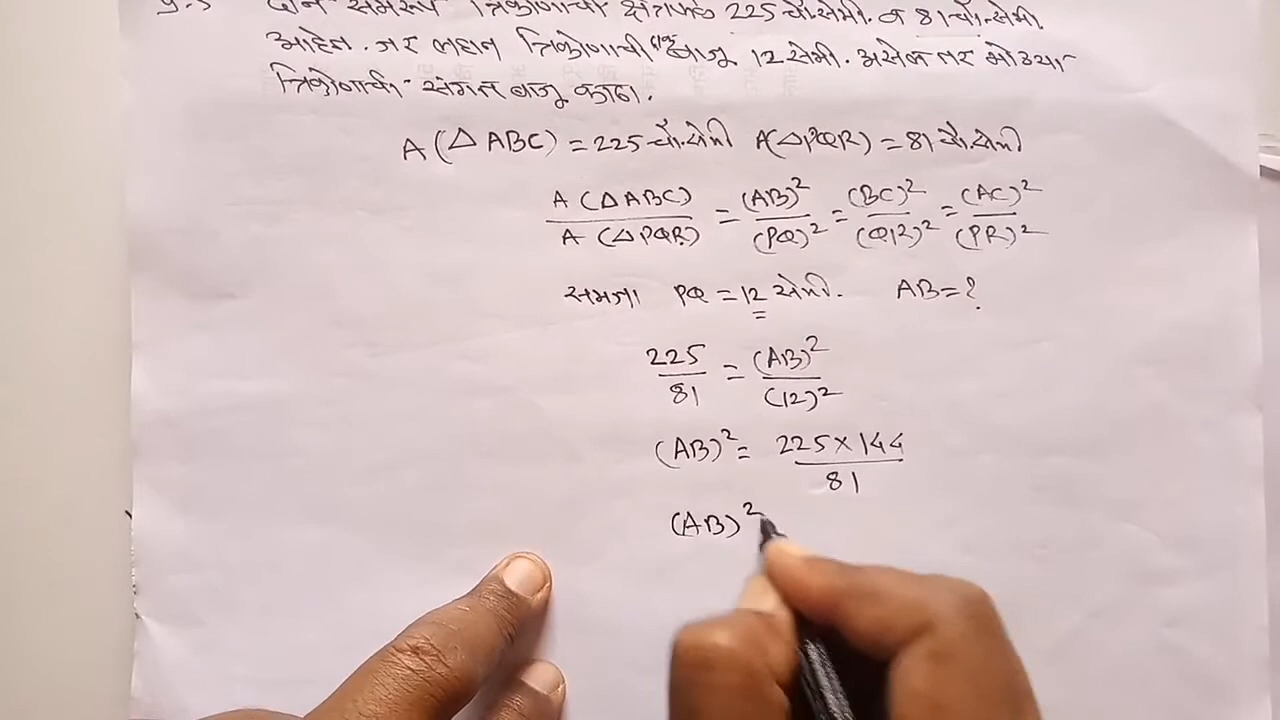 दोन समरूप त्रिकोणाची क्षेत्रफळे 225 चौ.सेमी. व 81 चौ.सेमी
आहेत. जर लहान त्रिकोणाची एक बाजू 12 सेमी. असेल तर मोठ्या
त्रिकोणाची संगत बाजू काढा.
A (△ ABC) = 225 चौ.सेमी A(△PQR) = 81 चौ.सेमी
A (△ABC) / A (△PQR) = (AB)² / (PQ)² = (BC)² / (QR)² = (AC)² / (PR)²
समजा PQ = 12 सेमी. AB = ?
225 / 81 = (AB)² / (12)²
(AB)² = 225 × 144 / 81
(AB)²